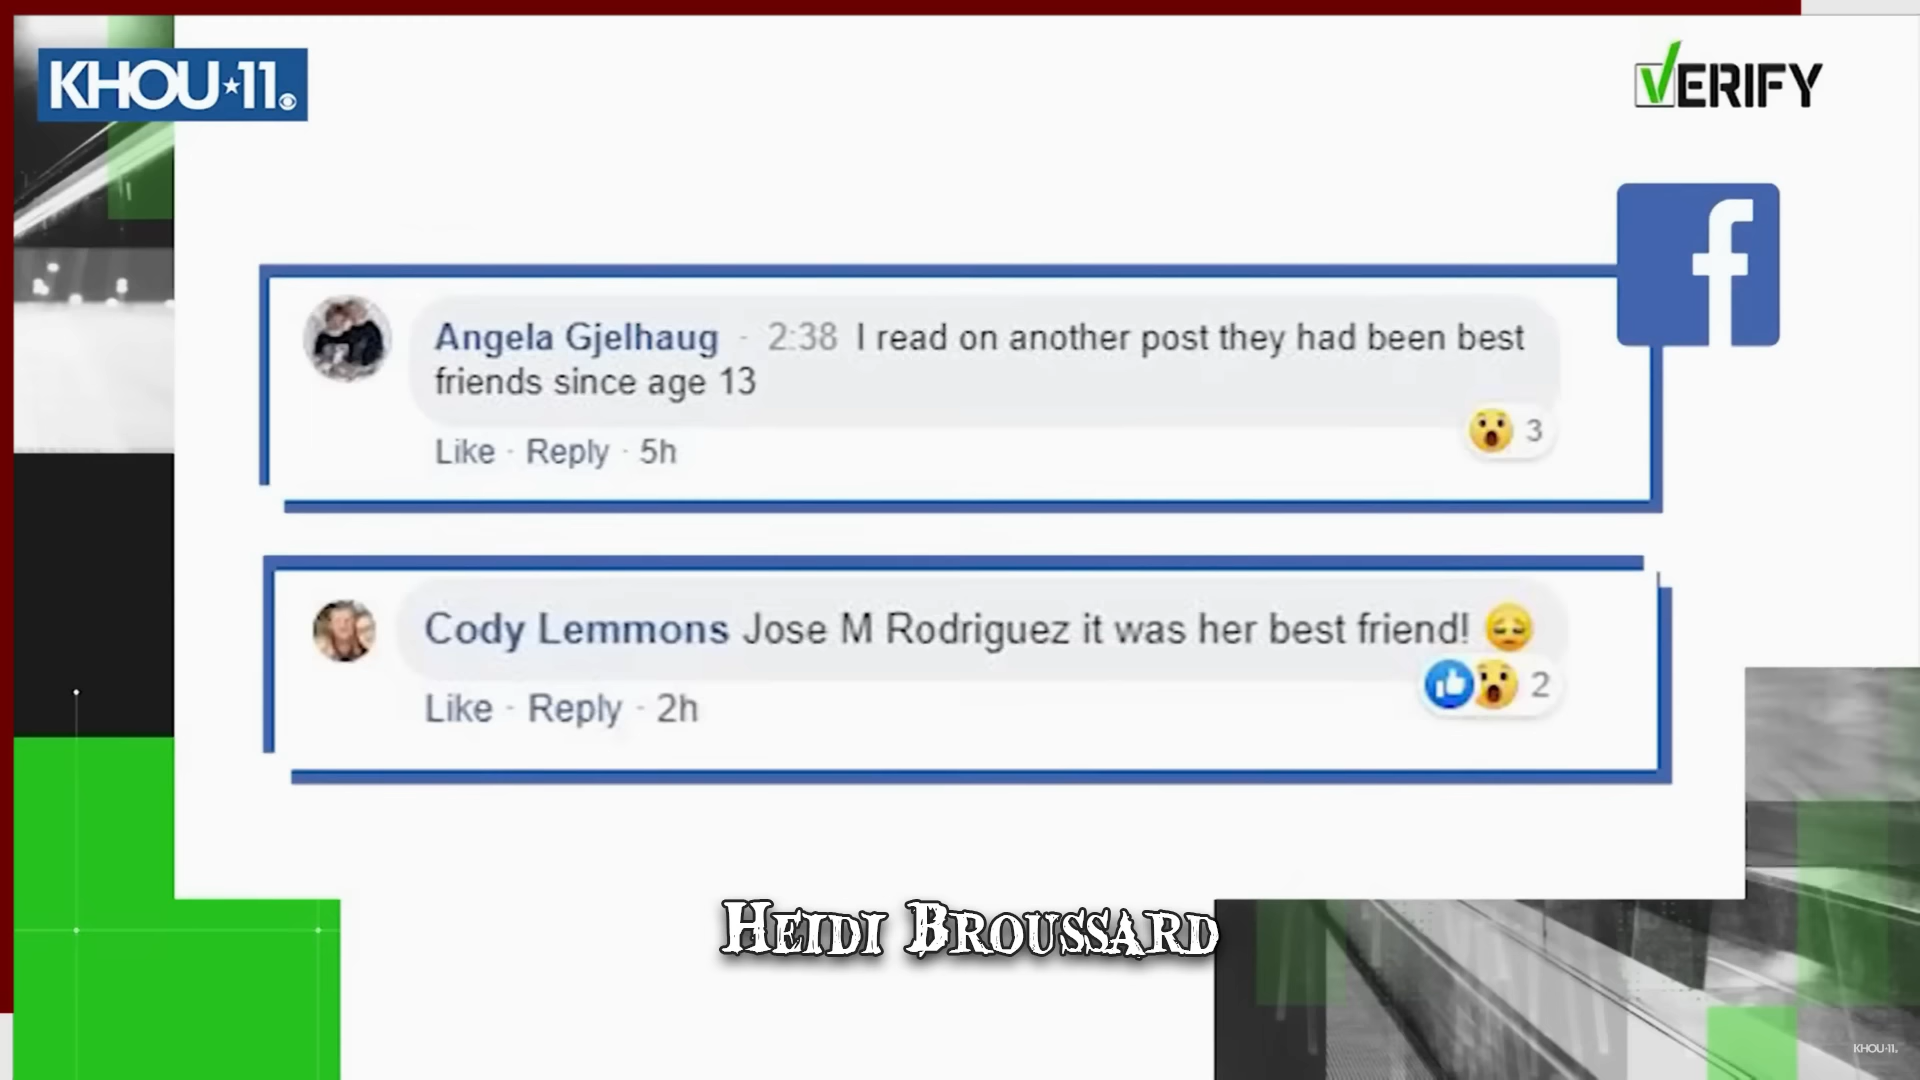 KHOU★11
VERIFY
f
Angela Gjelhaug · 2:38 I read on another post they had been best
friends since age 13
3
Like · Reply · 5h
Cody Lemmons Jose M Rodriguez it was her best friend! 😔
2
Like · Reply · 2h
HEIDI BROUSSARD
KHOU·11